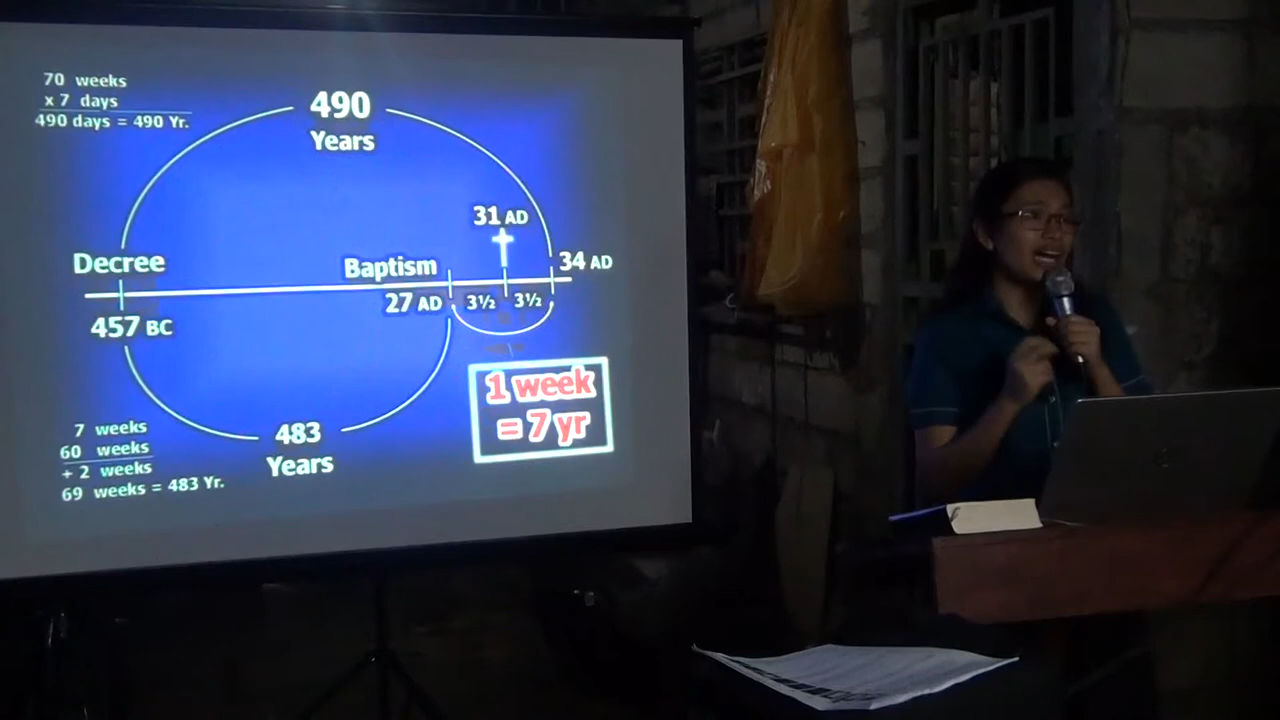 70 weeks
x 7 days
490 days = 490 Yr.
490
Years
31 AD
Decree
Baptism
34 AD
27 AD
3½
3½
457 BC
1 week
= 7 yr
7 weeks
60 weeks
+ 2 weeks
69 weeks = 483 Yr.
483
Years